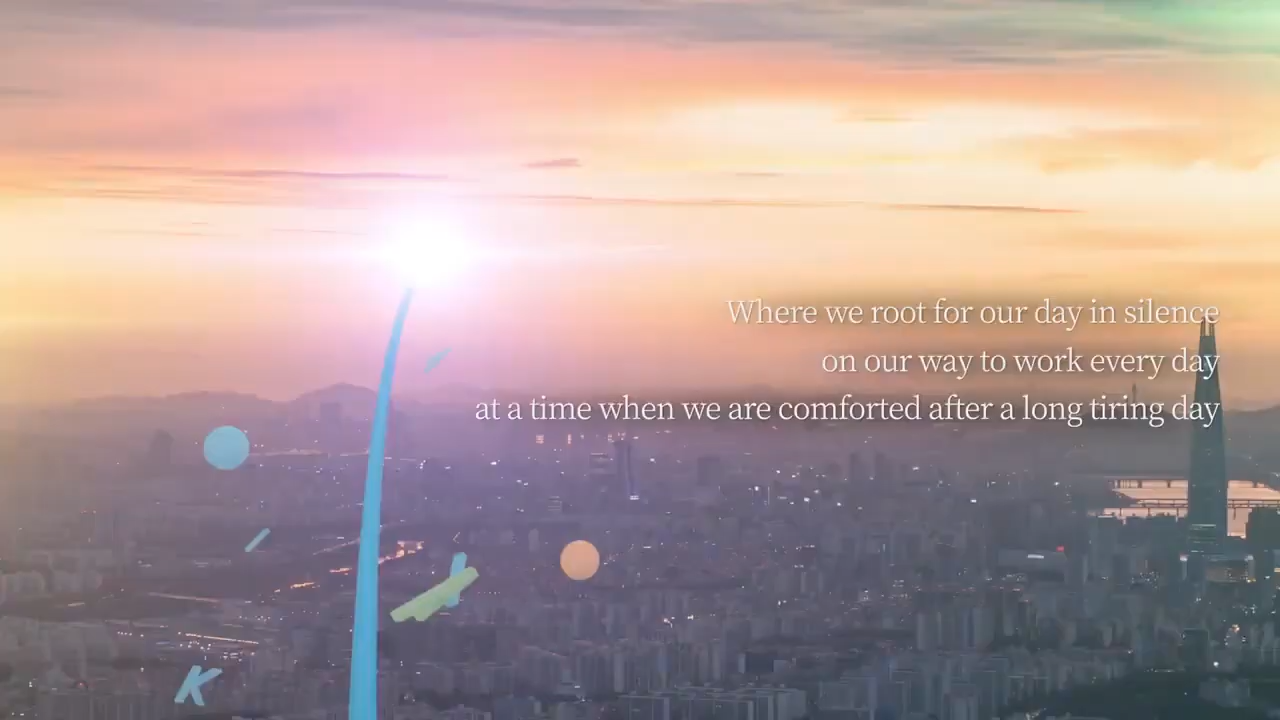 Where we root for our day in silence
on our way to work every day
at a time when we are comforted after a long tiring day
K